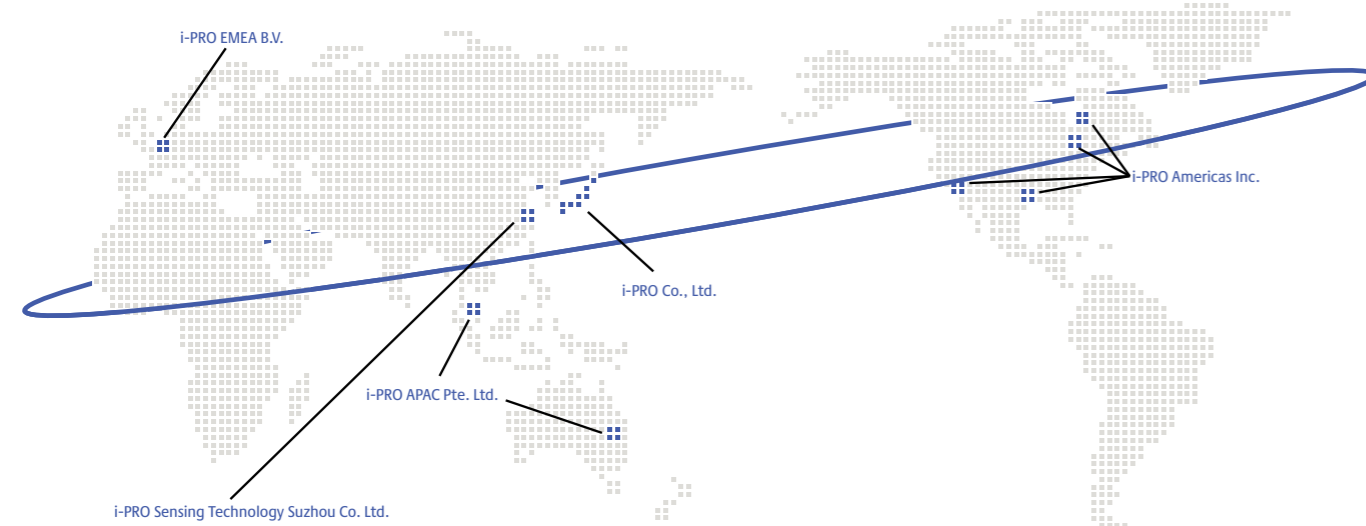 i-PRO EMEA B.V.
i-PRO Americas Inc.
i-PRO Co., Ltd.
i-PRO APAC Pte. Ltd.
i-PRO Sensing Technology Suzhou Co. Ltd.